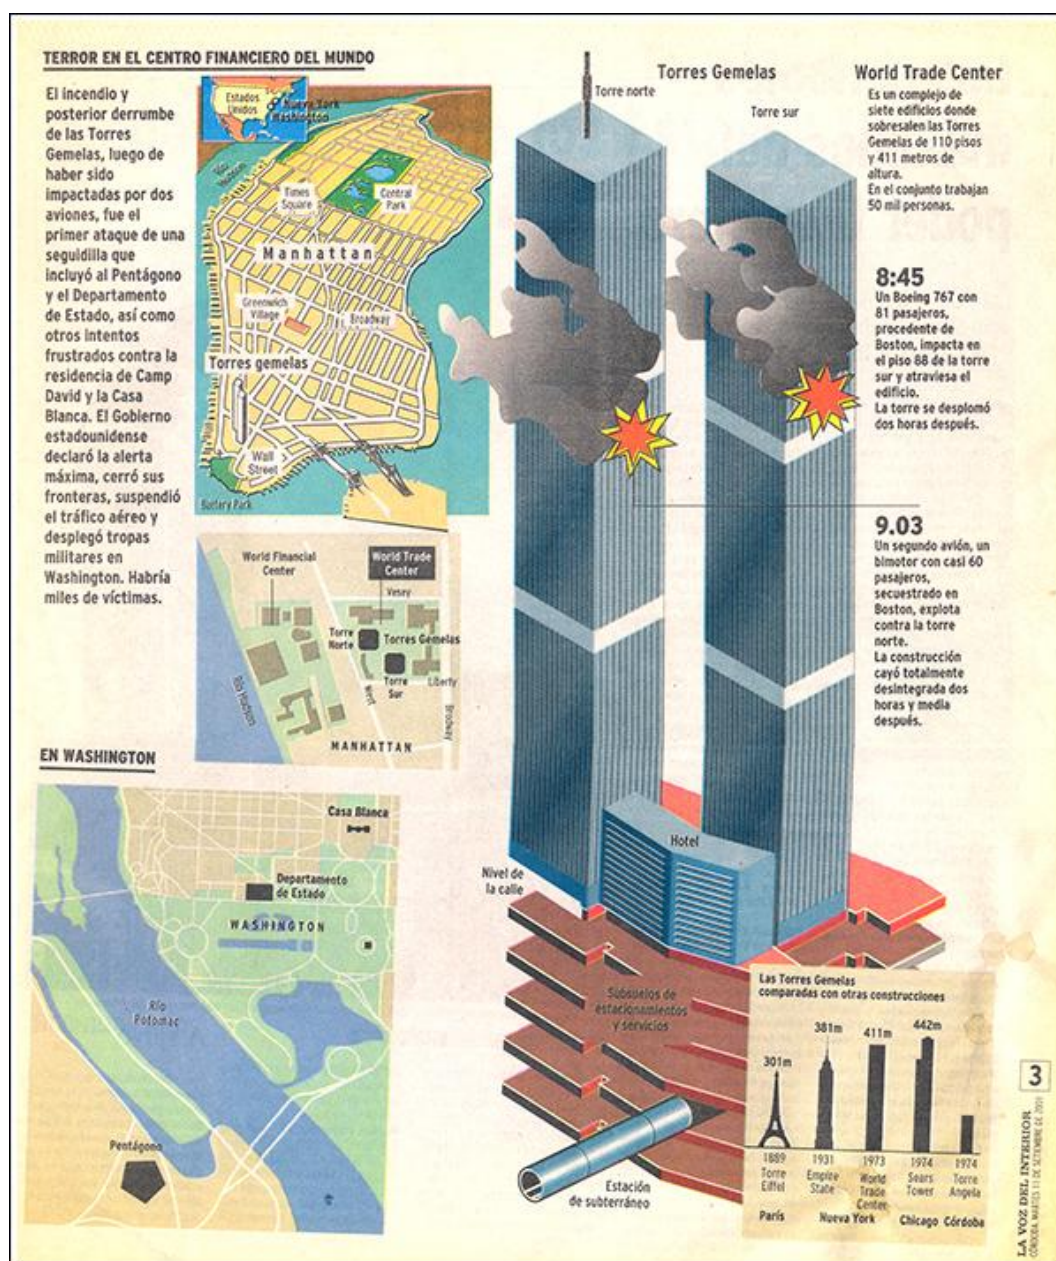 TERROR EN EL CENTRO FINANCIERO DEL MUNDO
El incendio y
posterior derrumbe
de las Torres
Gemelas, luego de
haber sido
impactadas por dos
aviones, fue el
primer ataque de una
seguidilla que
incluyó al Pentágono
y el Departamento
de Estado, así como
otros intentos
frustrados contra la
residencia de Camp
David y la Casa
Blanca. El Gobierno
estadounidense
declaró la alerta
máxima, cerró sus
fronteras, suspendió
el tráfico aéreo y
desplegó tropas
militares en
Washington. Habría
miles de víctimas.
Estados
Unidos
Nueva York
Washington
Río
Hudson
Times
Square
Central
Park
Manhattan
Greenwich
Village
Broadway
Torres gemelas
Wall
Street
Battery Park
World Financial
Center
World Trade
Center
Vesey
Torre
Norte
Torres Gemelas
Torre
Sur
West
Liberty
Río Hudson
Brodway
MANHATTAN
EN WASHINGTON
Casa Blanca
Departamento
de Estado
WASHINGTON
Río
Potomac
Pentágono
Torres Gemelas
Torre norte
Torre sur
World Trade Center
Es un complejo de
siete edificios donde
sobresalen las Torres
Gemelas de 110 pisos
y 411 metros de
altura.
En el conjunto trabajan
50 mil personas.
8:45
Un Boeing 767 con
81 pasajeros,
procedente de
Boston, impacta en
el piso 88 de la torre
sur y atraviesa el
edificio.
La torre se desplomó
dos horas después.
9.03
Un segundo avión, un
bimotor con casi 60
pasajeros,
secuestrado en
Boston, explota
contra la torre
norte.
La construcción
cayó totalmente
desintegrada dos
horas y media
después.
Hotel
Nivel de
la calle
Subsuelos de
estacionamientos
y servicios
Estación
de subterráneo
Las Torres Gemelas
comparadas con otras construcciones
301m
381m
411m
442m
1889
Torre
Eiffel
París
1931
Empire
State
1973
World
Trade
Center
Nueva York
1974
Sears
Tower
Chicago
1974
Torre
Angela
Córdoba
3
LA VOZ DEL INTERIOR
CÓRDOBA, MARTES 11 DE SETIEMBRE DE 2001